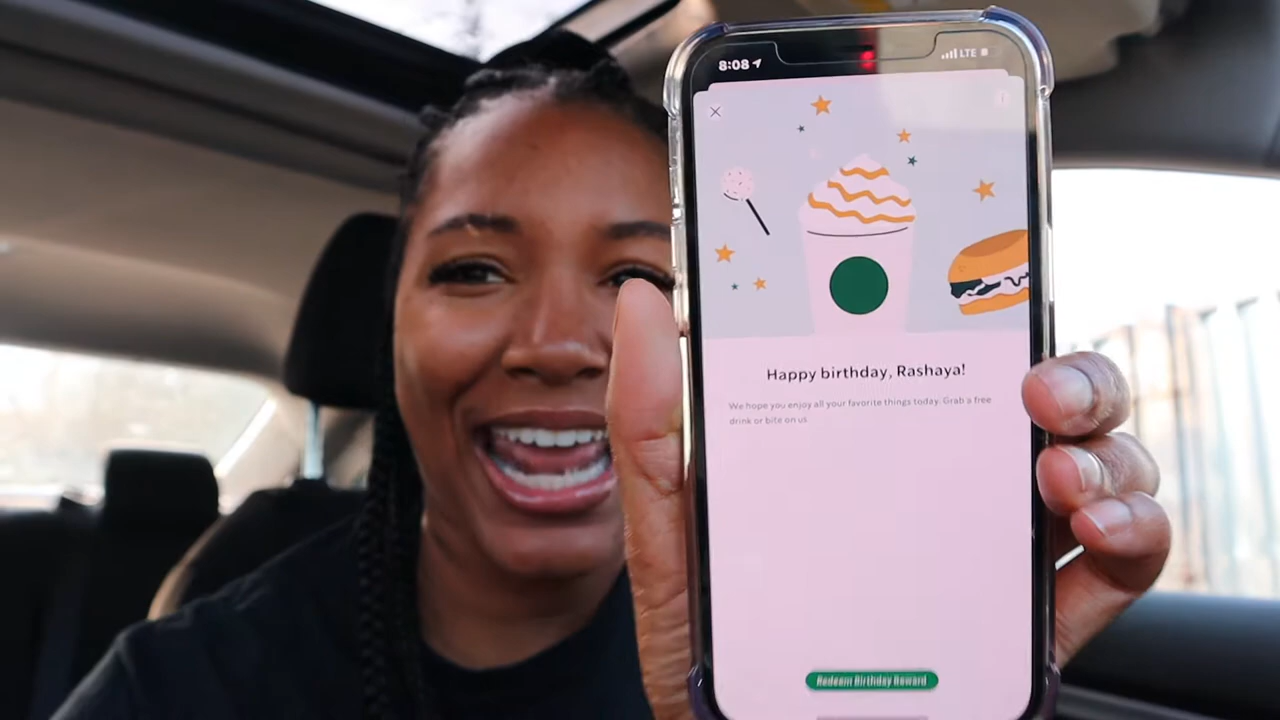 8:08
LTE
Happy birthday, Rashaya!
We hope you enjoy all your favorite things today. Grab a free
drink or bite on us
Redeem Birthday Reward